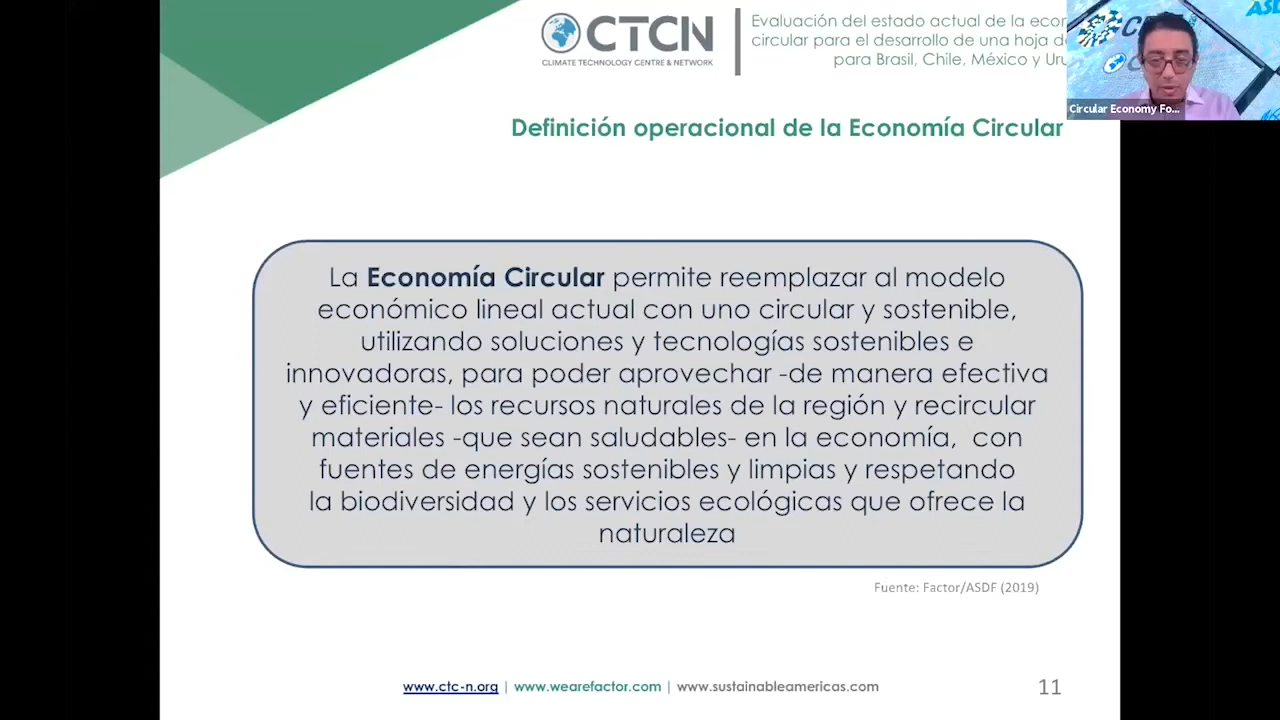 CTCN
CLIMATE TECHNOLOGY CENTRE & NETWORK
Evaluación del estado actual de la
circular para el desarrollo de una hoja
para Brasil, Chile, México y
Circular Economy Fo...
Definición operacional de la Economía Circular
La Economía Circular permite reemplazar al modelo
económico lineal actual con uno circular y sostenible,
utilizando soluciones y tecnologías sostenibles e
innovadoras, para poder aprovechar -de manera efectiva
y eficiente- los recursos naturales de la región y recircular
materiales -que sean saludables- en la economía, con
fuentes de energías sostenibles y limpias y respetando
la biodiversidad y los servicios ecológicas que ofrece la
naturaleza
Fuente: Factor/ASDF (2019)
www.ctc-n.org | www.wearefactor.com | www.sustainableamericas.com
11